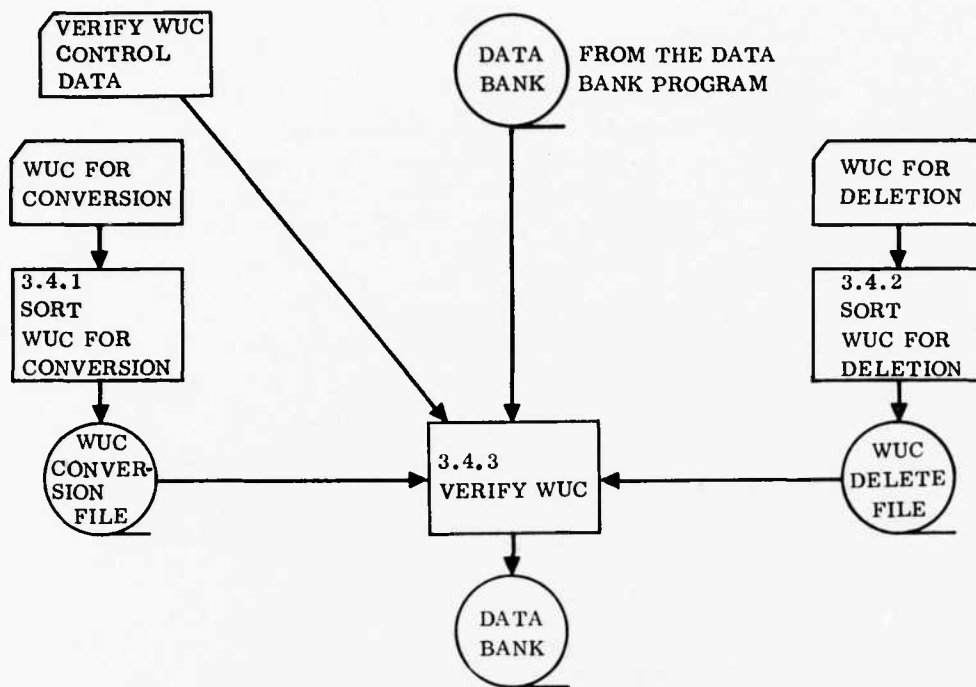 VERIFY WUC
CONTROL
DATA
DATA
BANK
FROM THE DATA
BANK PROGRAM
WUC FOR
CONVERSION
WUC FOR
DELETION
3.4.1
SORT
WUC FOR
CONVERSION
3.4.2
SORT
WUC FOR
DELETION
WUC
CONVER-
SION
FILE
3.4.3
VERIFY WUC
WUC
DELETE
FILE
DATA
BANK